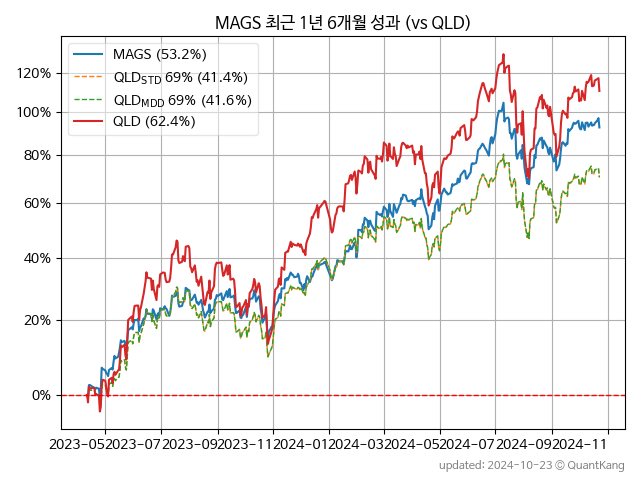 MAGS 최근 1년 6개월 성과 (vs QLD)
MAGS (53.2%)
QLD_STD 69% (41.4%)
QLD_MDD 69% (41.6%)
QLD (62.4%)
120%
100%
80%
60%
40%
20%
0%
2023-05 2023-07 2023-09 2023-11 2024-01 2024-03 2024-05 2024-07 2024-09 2024-11
updated: 2024-10-23 © QuantKang